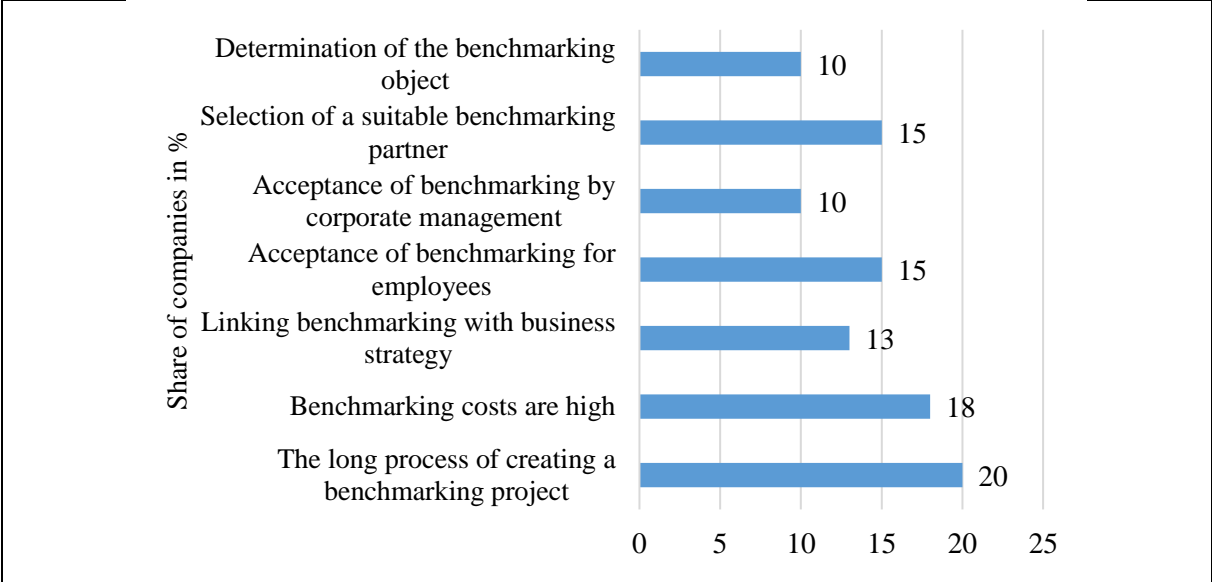 Share of companies in %
Determination of the benchmarking
object
10
Selection of a suitable benchmarking
partner
15
Acceptance of benchmarking by
corporate management
10
Acceptance of benchmarking for
employees
15
Linking benchmarking with business
strategy
13
Benchmarking costs are high
18
The long process of creating a
benchmarking project
20
0 5 10 15 20 25